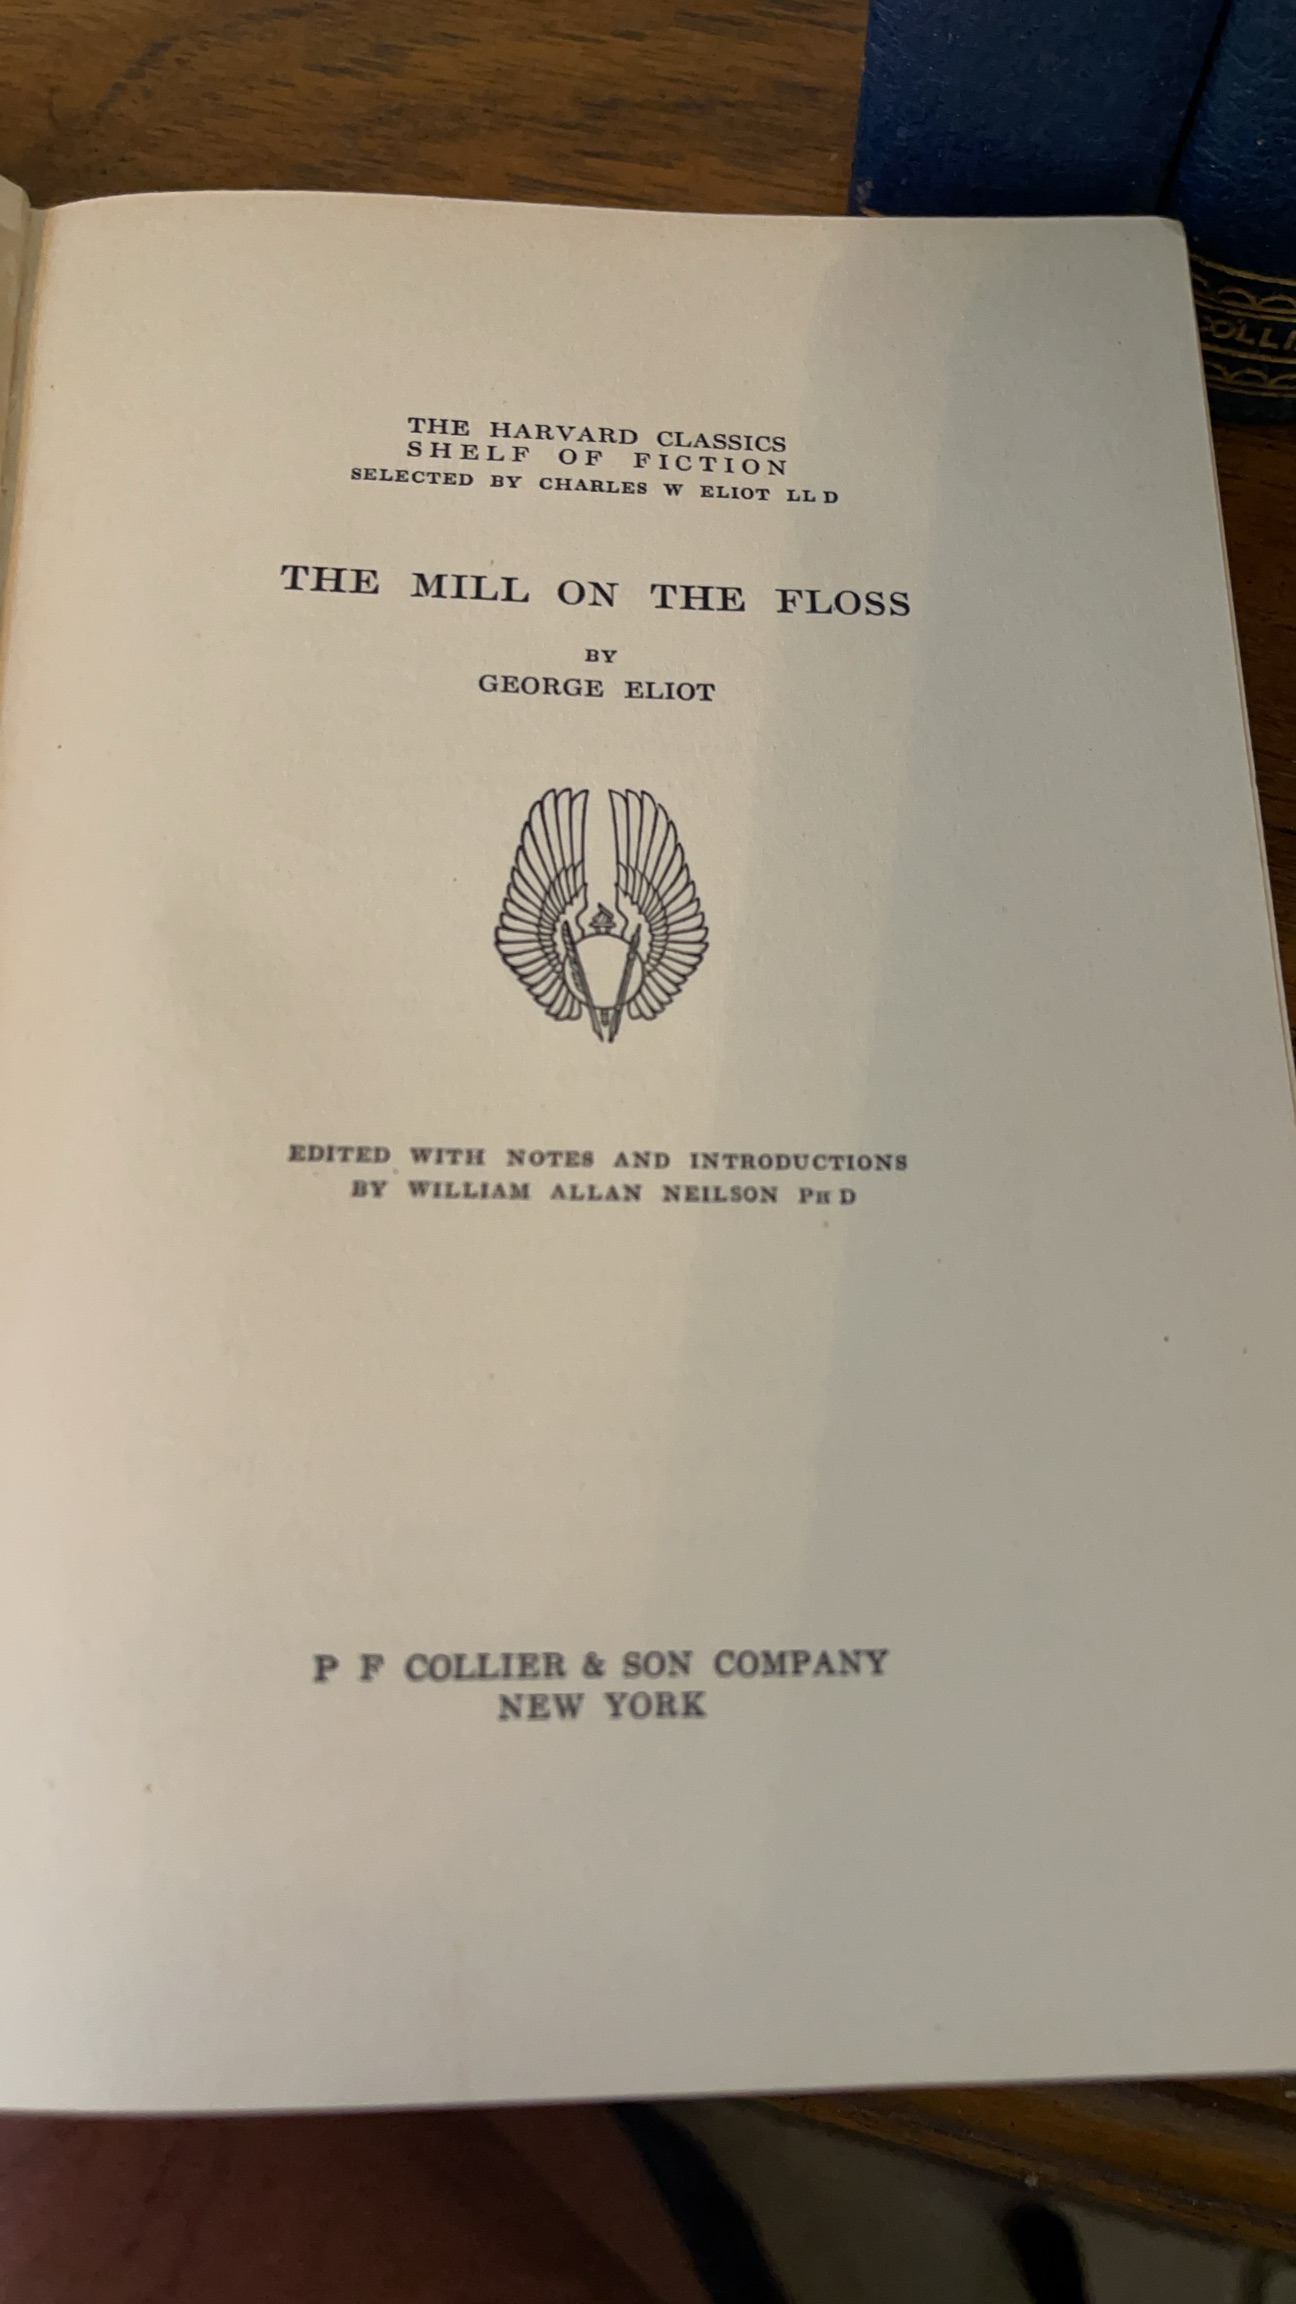 THE HARVARD CLASSICS
SHELF OF FICTION
SELECTED BY CHARLES W ELIOT LL D
THE MILL ON THE FLOSS
BY
GEORGE ELIOT
EDITED WITH NOTES AND INTRODUCTIONS
BY WILLIAM ALLAN NEILSON PH D
P F COLLIER & SON COMPANY
NEW YORK